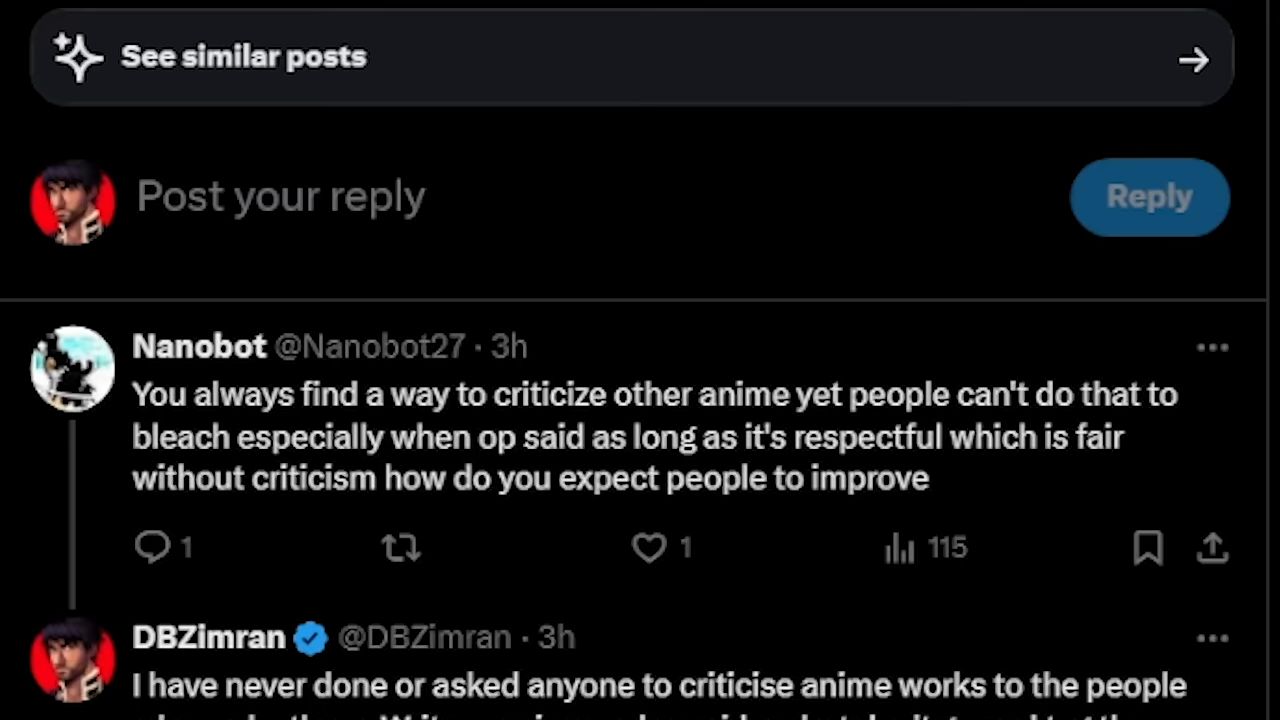 See similar posts
Post your reply
Reply
Nanobot @Nanobot27 · 3h
You always find a way to criticize other anime yet people can't do that to
bleach especially when op said as long as it's respectful which is fair
without criticism how do you expect people to improve
1 1 115
DBZimran @DBZimran · 3h
I have never done or asked anyone to criticise anime works to the people